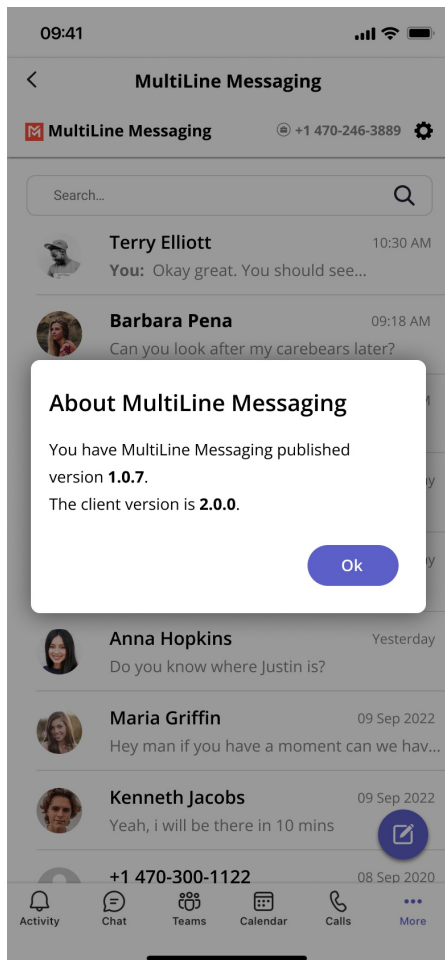 09:41
MultiLine Messaging
MultiLine Messaging +1 470-246-3889
Search...
Terry Elliott 10:30 AM
You: Okay great. You should see...
Barbara Pena 09:18 AM
Can you look after my carebears later?
About MultiLine Messaging
You have MultiLine Messaging published
version 1.0.7.
The client version is 2.0.0.
Ok
Anna Hopkins Yesterday
Do you know where Justin is?
Maria Griffin 09 Sep 2022
Hey man if you have a moment can we hav...
Kenneth Jacobs 09 Sep 2022
Yeah, i will be there in 10 mins
+1 470-300-1122 08 Sep 2020
Activity Chat Teams Calendar Calls More